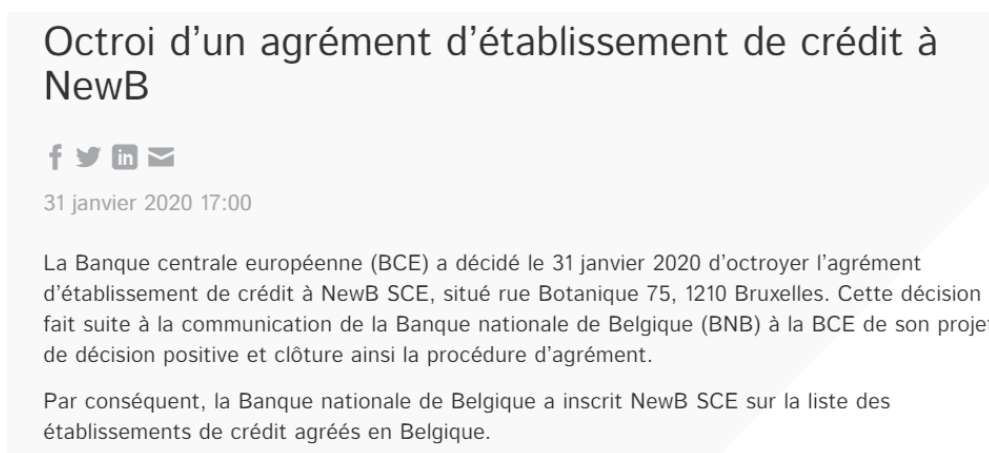 Octroi d'un agrément d'établissement de crédit à
NewB
31 janvier 2020 17:00
La Banque centrale européenne (BCE) a décidé le 31 janvier 2020 d'octroyer l'agrément
d'établissement de crédit à NewB SCE, situé rue Botanique 75, 1210 Bruxelles. Cette décision
fait suite à la communication de la Banque nationale de Belgique (BNB) à la BCE de son projet
de décision positive et clôture ainsi la procédure d'agrément.
Par conséquent, la Banque nationale de Belgique a inscrit NewB SCE sur la liste des
établissements de crédit agréés en Belgique.